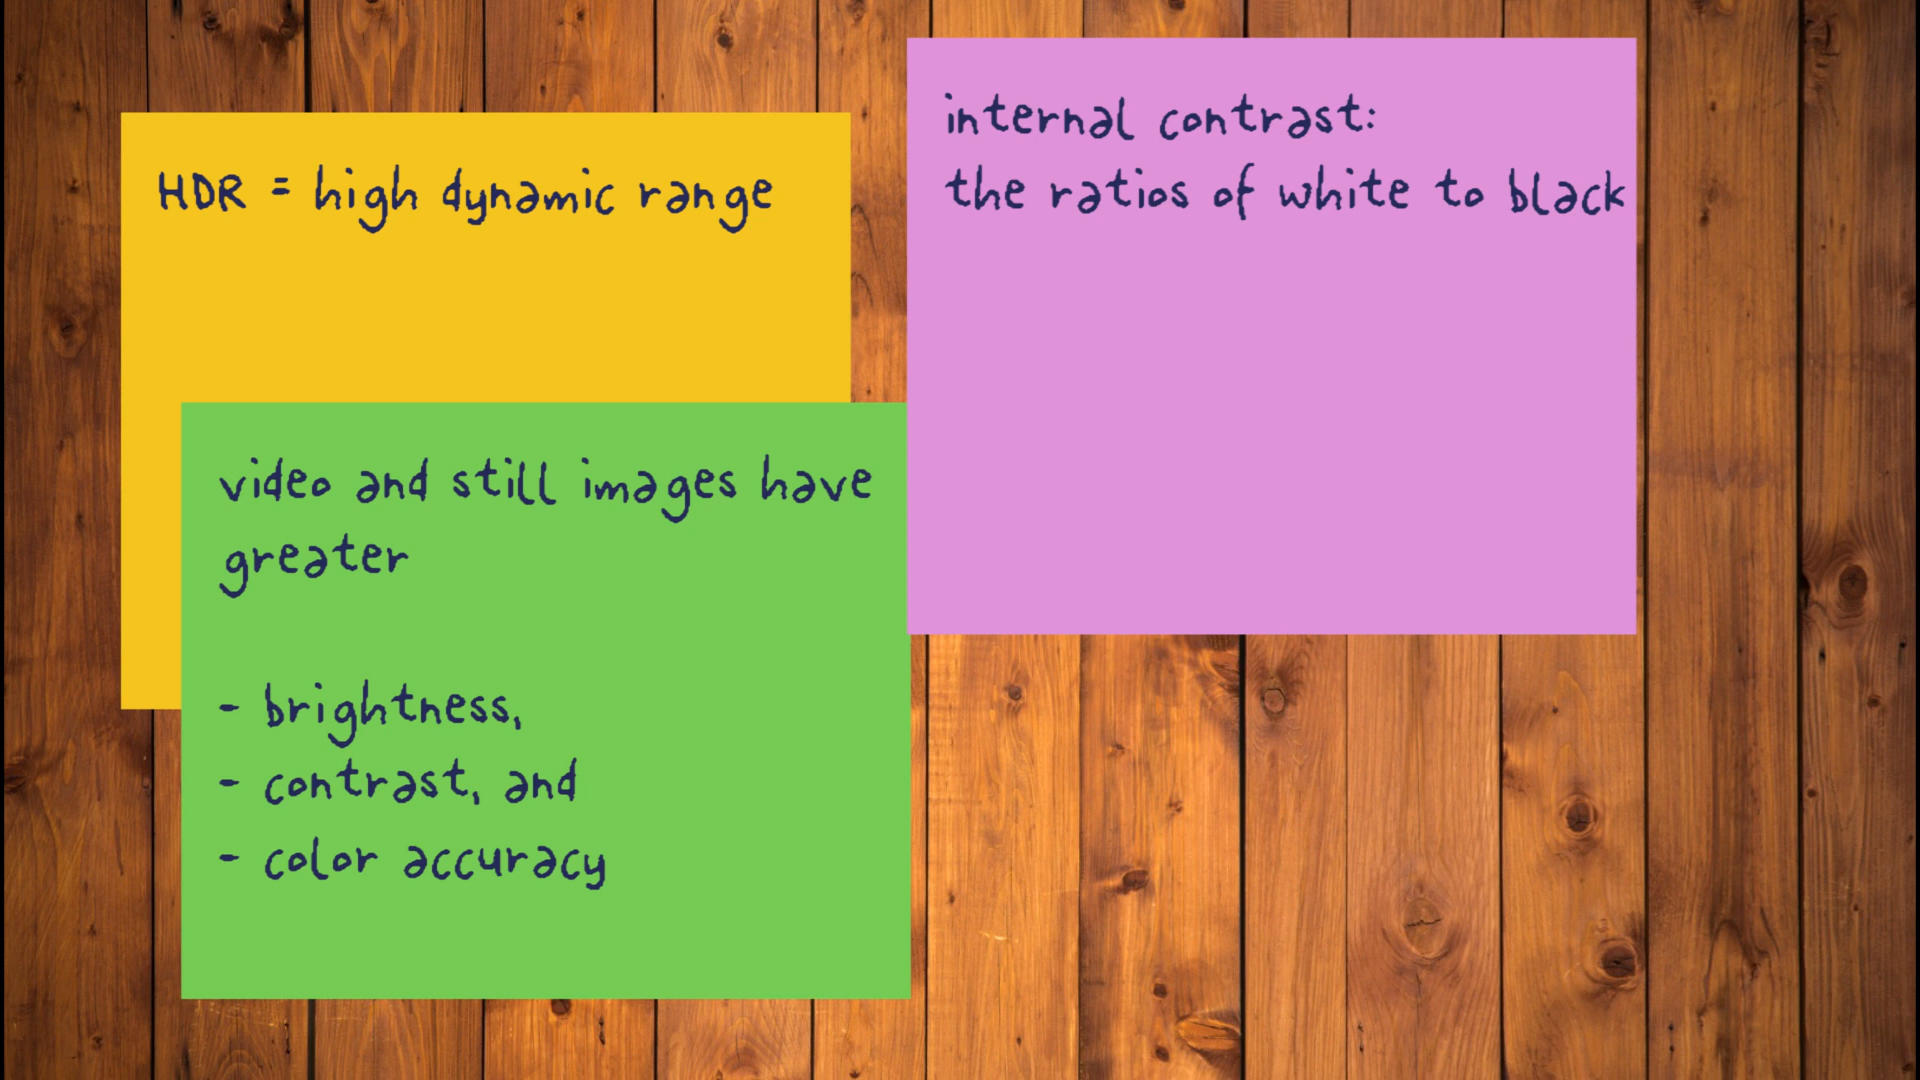 HDR = high dynamic range
video and still images have
greater
- brightness,
- contrast, and
- color accuracy
internal contrast:
the ratios of white to black